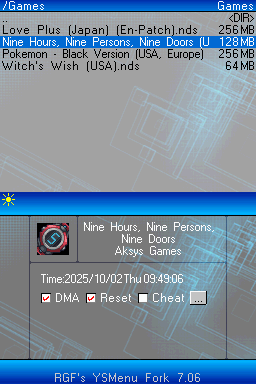 /Games Games
.. <DIR>
Love Plus (Japan) (En-Patch).nds 256MB
Nine Hours, Nine Persons, Nine Doors (U 128MB
Pokemon - Black Version (USA, Europe) 256MB
Witch's Wish (USA).nds 64MB
Nine Hours, Nine Persons,
Nine Doors
Aksys Games
Time:2025/10/02Thu 09:49:06
DMA Reset Cheat ...
RGF's YSMenu Fork 7.06